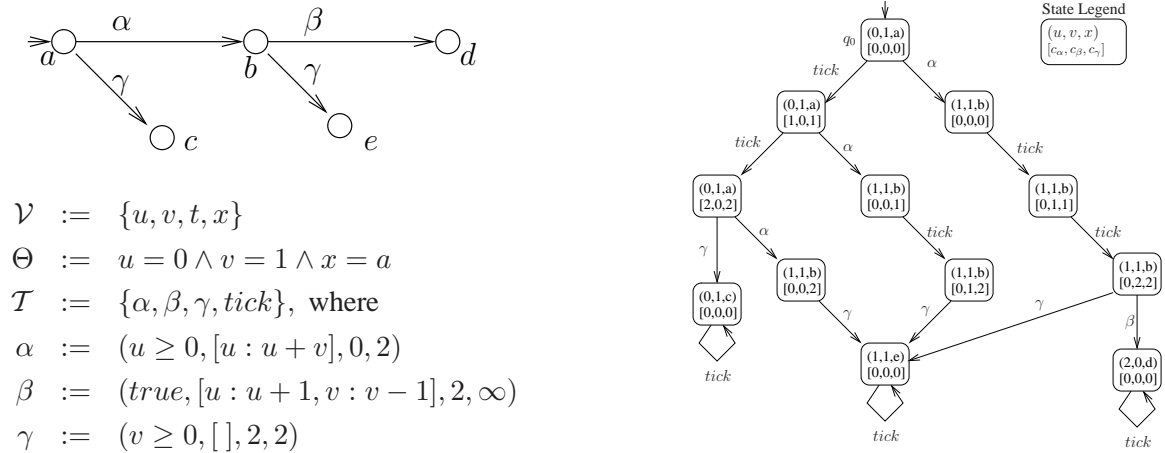 α
β
a
b
d
γ
γ
c
e
𝒱 := {u, v, t, x}
Θ := u = 0 ∧ v = 1 ∧ x = a
𝒯 := {α, β, γ, tick}, where
α := (u ≥ 0, [u : u + v], 0, 2)
β := (true, [u : u + 1, v : v − 1], 2, ∞)
γ := (v ≥ 0, [ ], 2, 2)
State Legend
(u, v, x)
[cα, cβ, cγ]
q0
(0,1,a)
[0,0,0]
tick
α
(0,1,a)
[1,0,1]
(1,1,b)
[0,0,0]
tick
α
tick
(0,1,a)
[2,0,2]
(1,1,b)
[0,0,1]
(1,1,b)
[0,1,1]
γ
α
tick
tick
(0,1,c)
[0,0,0]
(1,1,b)
[0,0,2]
(1,1,b)
[0,1,2]
(1,1,b)
[0,2,2]
γ
γ
γ
β
tick
(1,1,e)
[0,0,0]
(2,0,d)
[0,0,0]
tick
tick